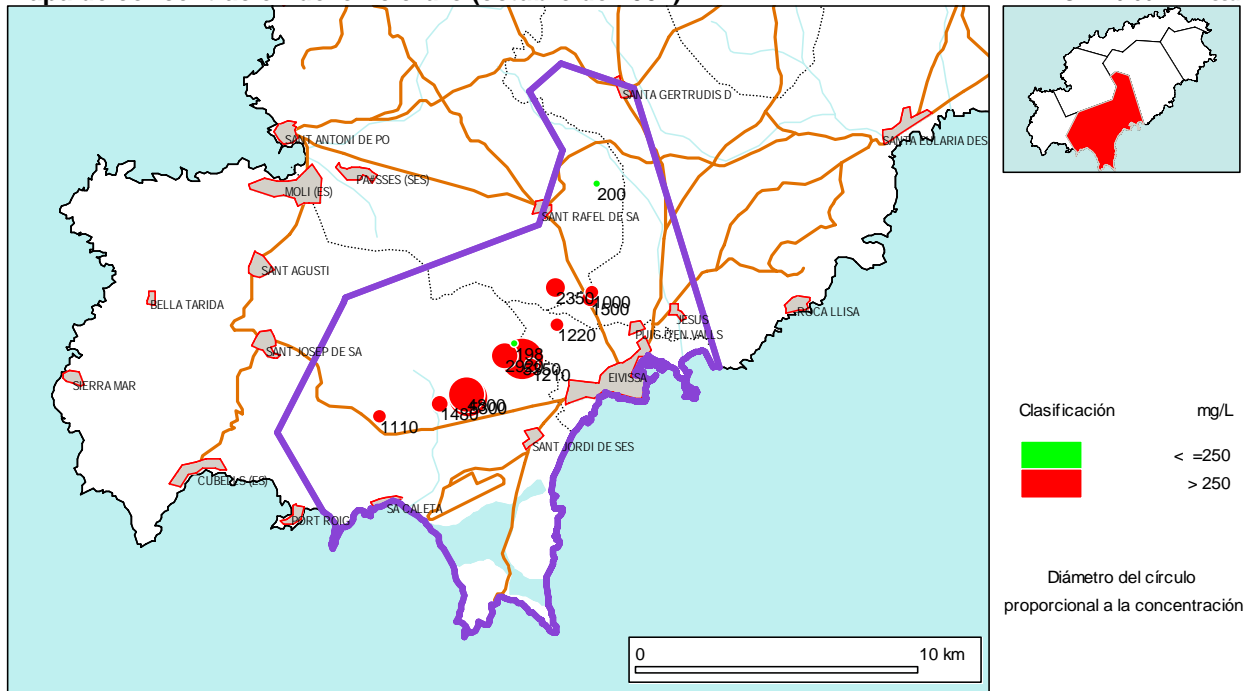 SANTA GERTRUDIS D
SANT ANTONI DE PO
SANTA EULARIA DES
PAISSES (SES)
MOLI (ES)
200
SANT RAFEL DE SA
SANT AGUSTI
2350
1000
1500
BELLA TARIDA
ROCA LLISA
JESUS
1220
PUIG D'EN VALLS
SANT JOSEP DE SA
198
1210
SIERRA MAR
EIVISSA
1480
1110
SANT JORDI DE SES
CUBELLS (ES)
SA CALETA
PORT ROIG
0 10 km
Clasificación mg/L
< =250
> 250
Diámetro del círculo
proporcional a la concentración